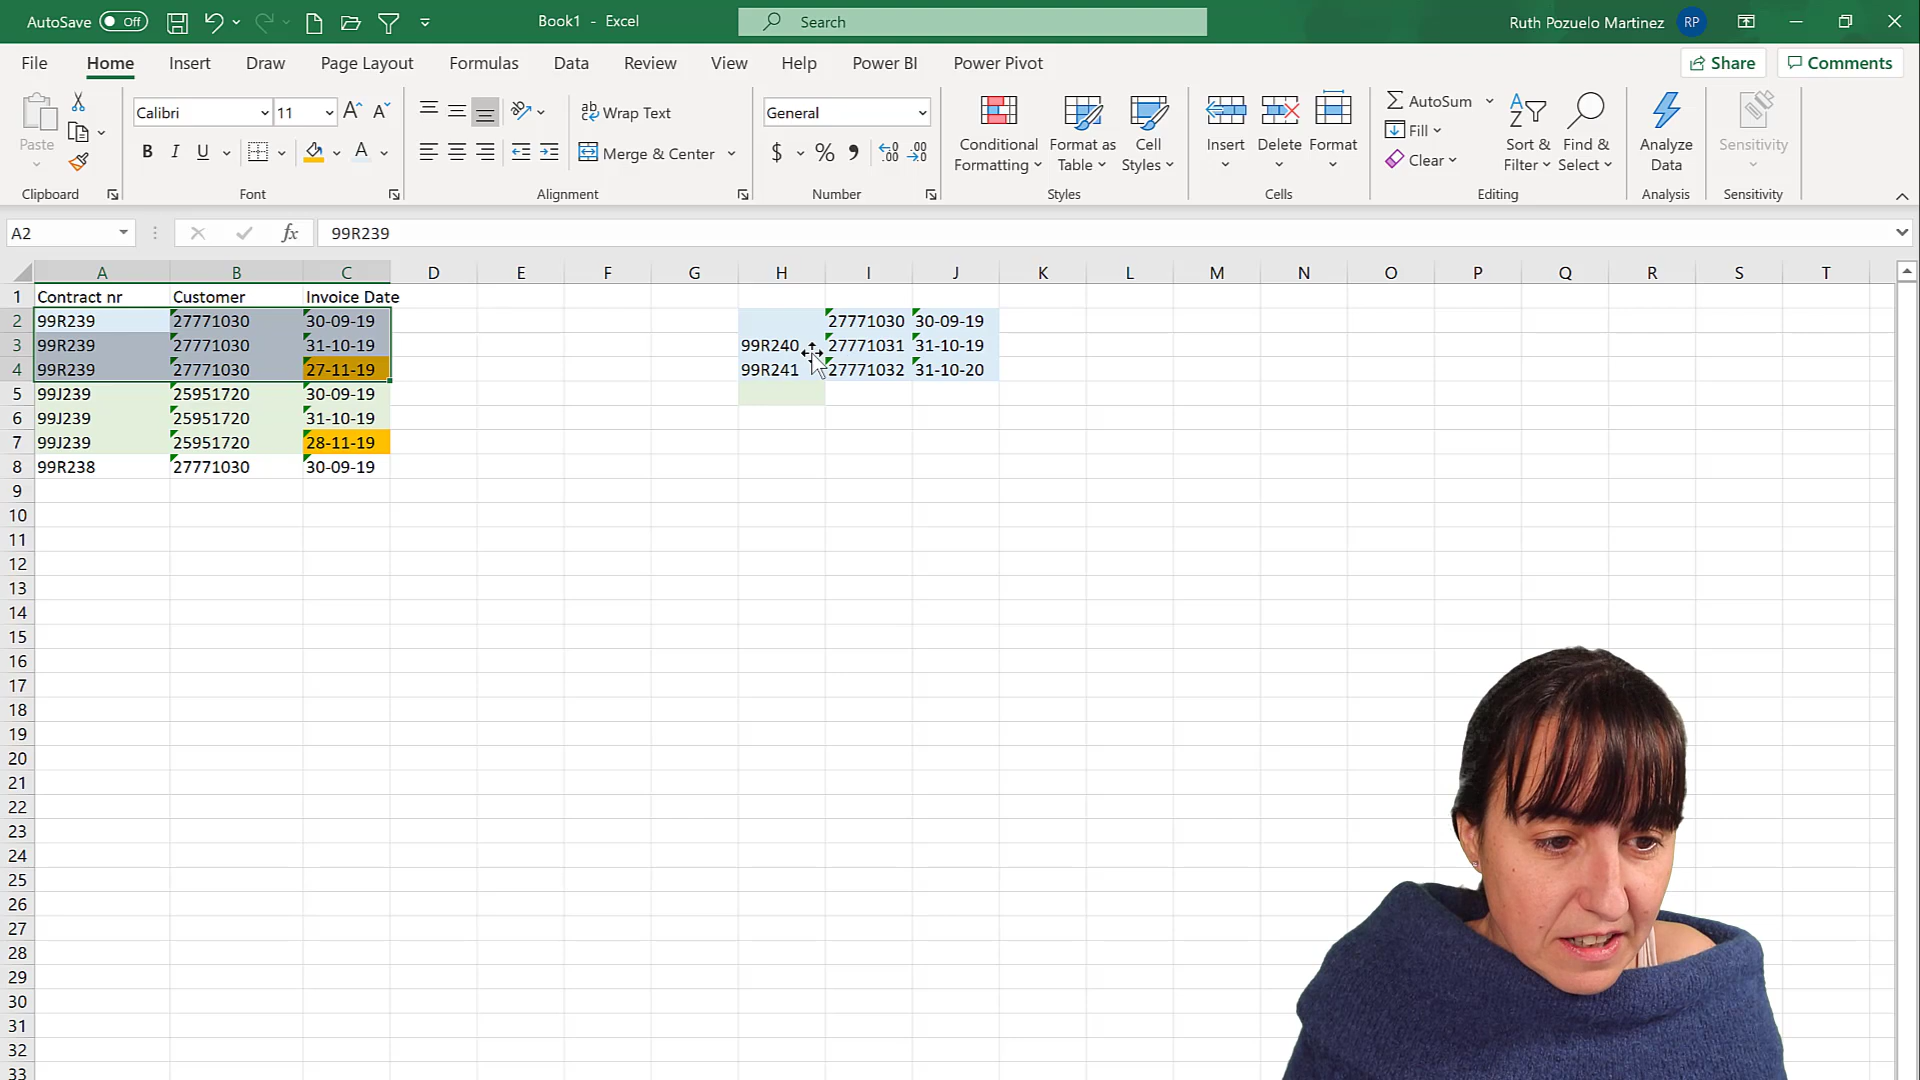 AutoSave Off Book1 - Excel Search Ruth Pozuelo Martinez RP
File Home Insert Draw Page Layout Formulas Data Review View Help Power BI Power Pivot Share Comments
Paste
Clipboard
Calibri 11
B I U
Font
Wrap Text
Merge & Center
Alignment
General
$ % 9
Number
Conditional Formatting
Format as Table
Cell Styles
Styles
Insert Delete Format
Cells
AutoSum
Fill
Clear
Sort & Filter
Find & Select
Editing
Analyze Data
Analysis
Sensitivity
Sensitivity
A2 fx 99R239
A B C D E F G H I J K L M N O P Q R S T
1 Contract nr Customer Invoice Date
2 99R239 27771030 30-09-19 27771030 30-09-19
3 99R239 27771030 31-10-19 99R240 27771031 31-10-19
4 99R239 27771030 27-11-19 99R241 27771032 31-10-20
5 99J239 25951720 30-09-19
6 99J239 25951720 31-10-19
7 99J239 25951720 28-11-19
8 99R238 27771030 30-09-19
9
10
11
12
13
14
15
16
17
18
19
20
21
22
23
24
25
26
27
28
29
30
31
32
33